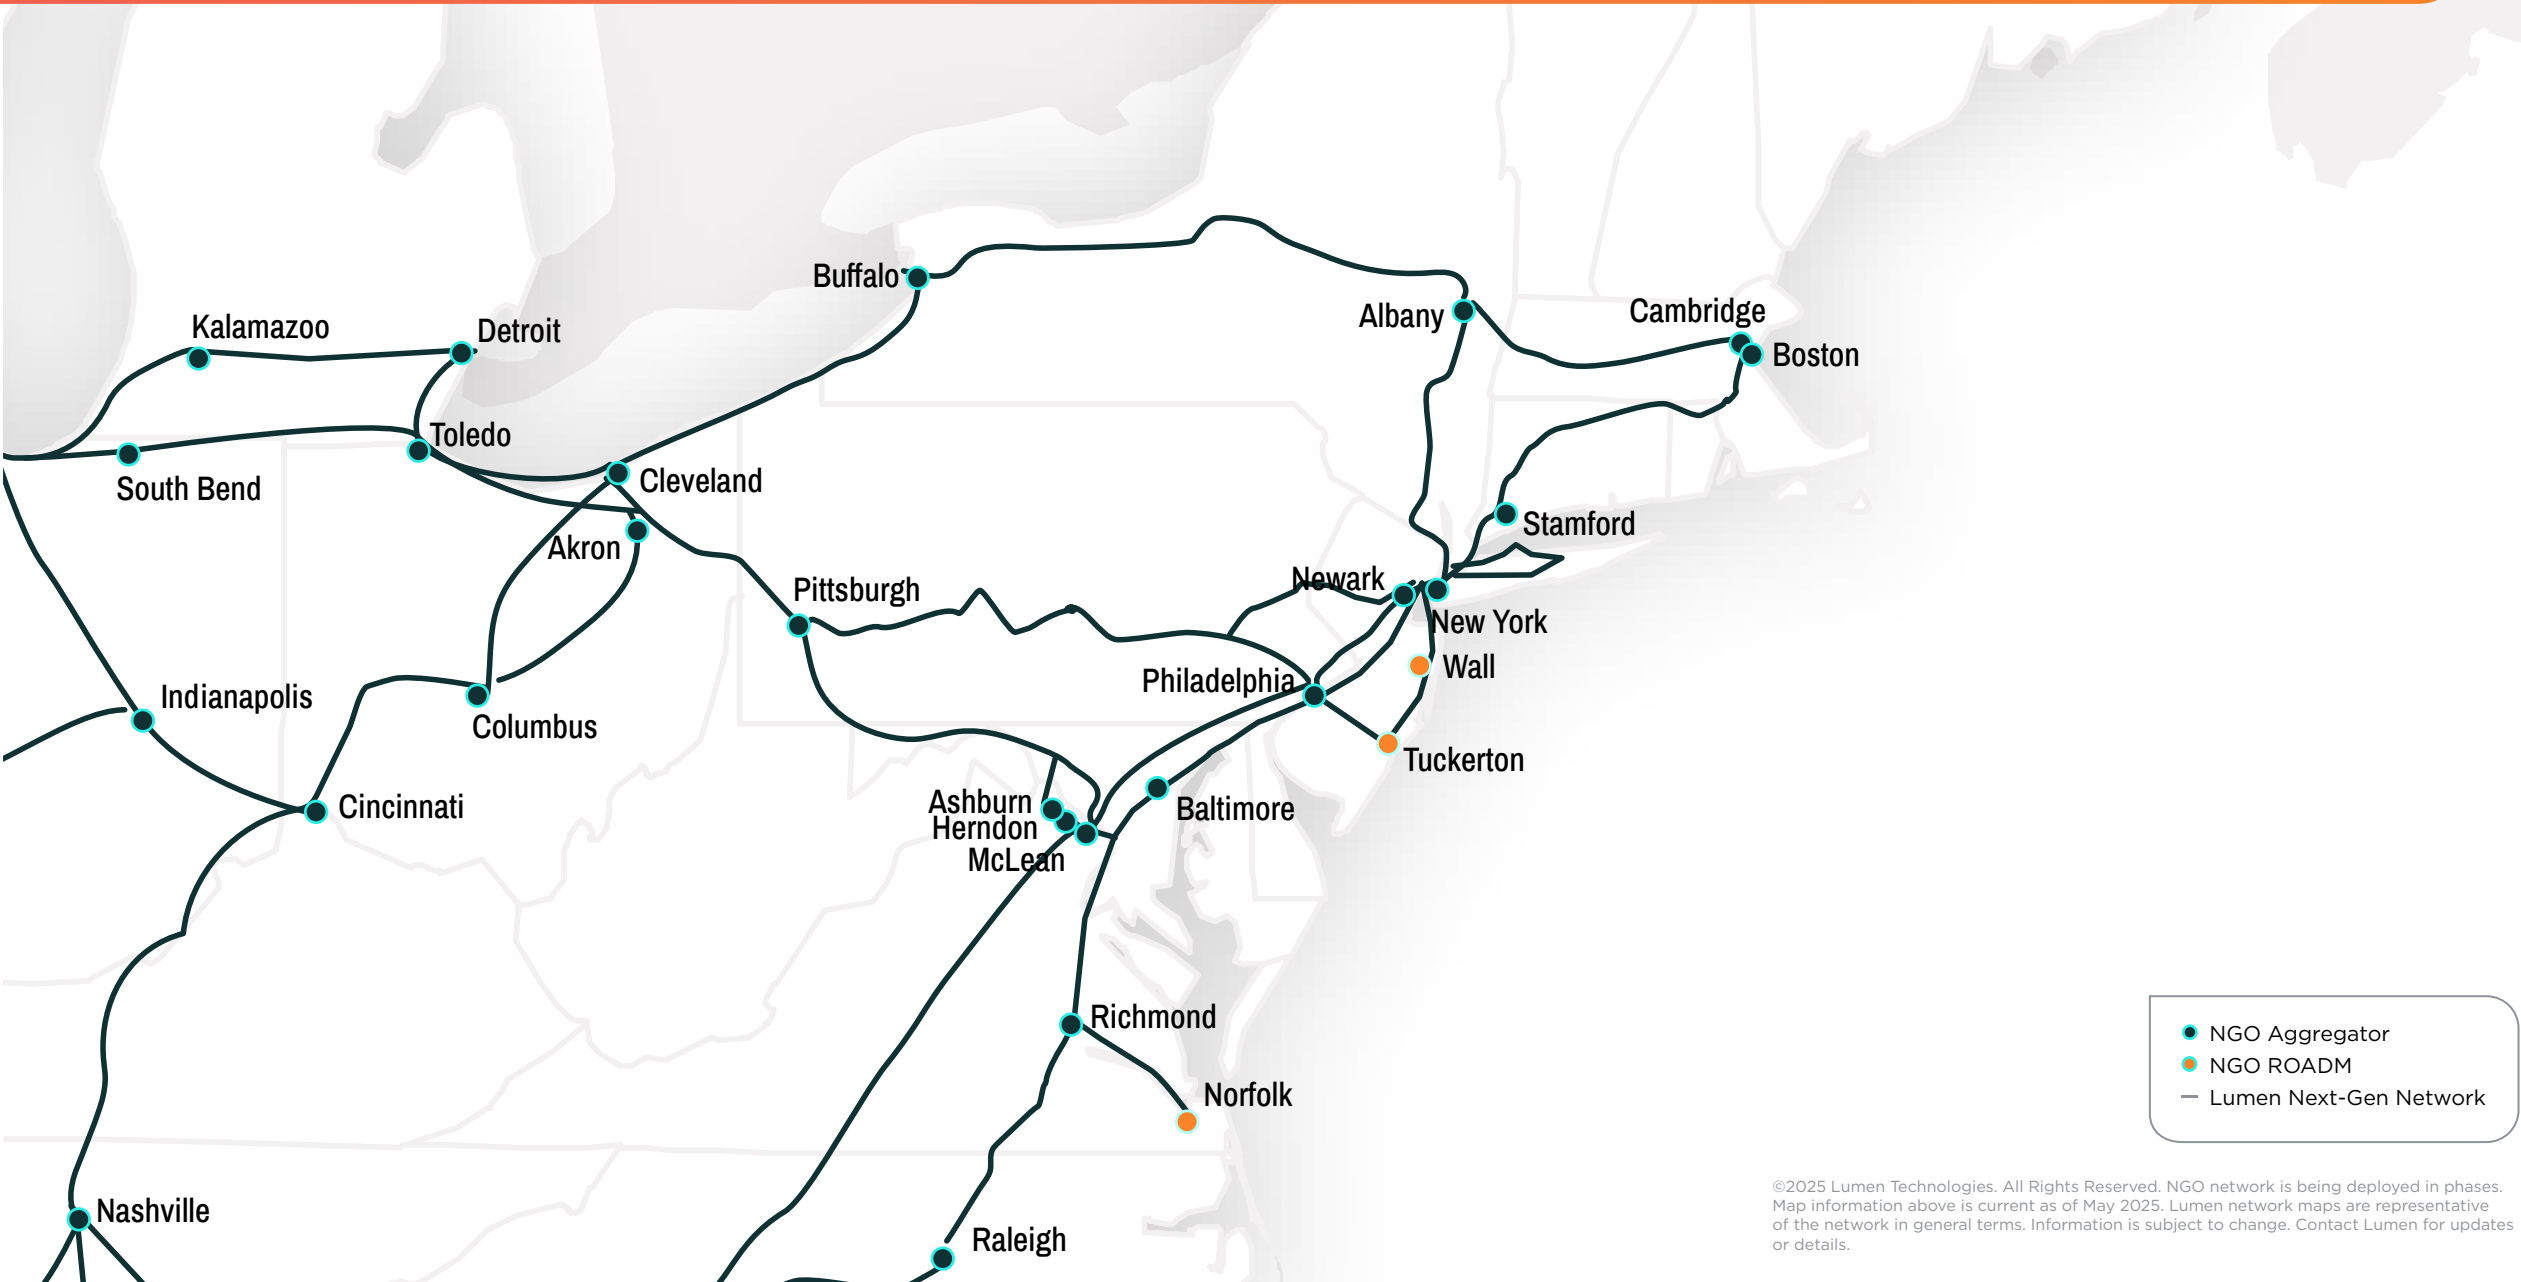 Buffalo
Albany
Cambridge
Boston
Kalamazoo
Detroit
Toledo
South Bend
Cleveland
Akron
Stamford
Newark
New York
Pittsburgh
Wall
Philadelphia
Tuckerton
Indianapolis
Columbus
Cincinnati
Ashburn
Herndon
McLean
Baltimore
Richmond
Norfolk
Nashville
Raleigh
NGO Aggregator
NGO ROADM
Lumen Next-Gen Network
©2025 Lumen Technologies. All Rights Reserved. NGO network is being deployed in phases.
Map information above is current as of May 2025. Lumen network maps are representative
of the network in general terms. Information is subject to change. Contact Lumen for updates
or details.